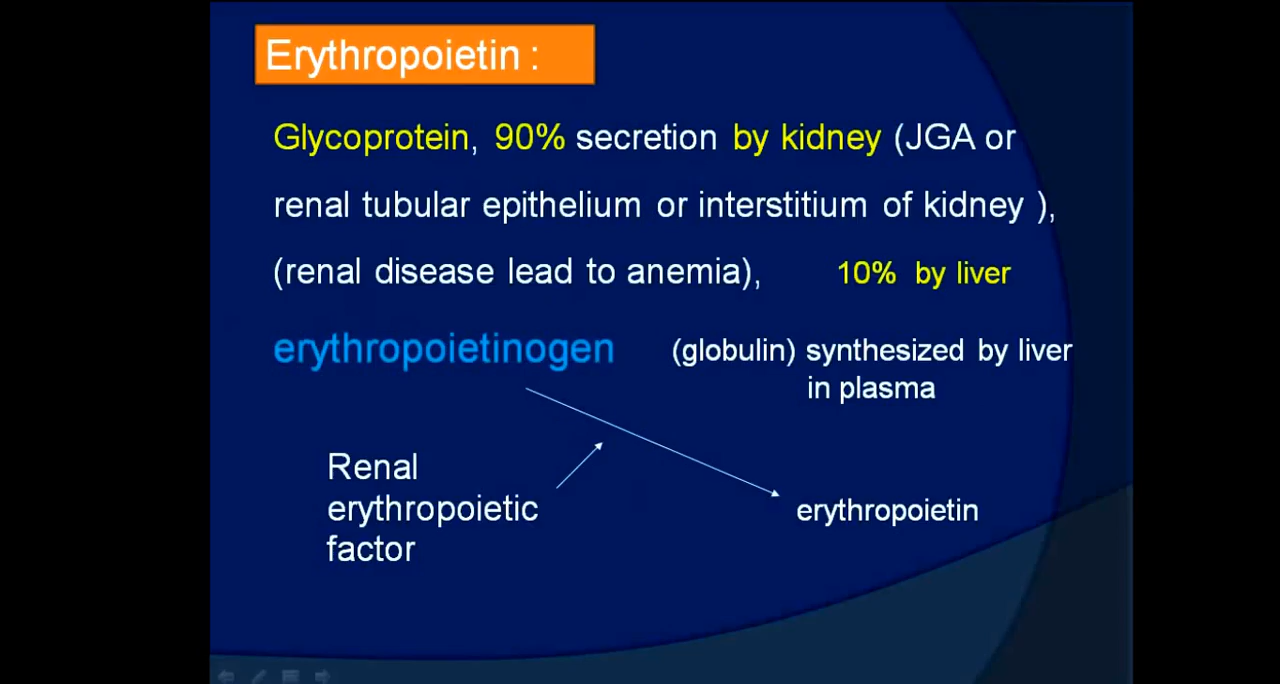 Erythropoietin :
Glycoprotein, 90% secretion by kidney (JGA or
renal tubular epithelium or interstitium of kidney ),
(renal disease lead to anemia), 10% by liver
erythropoietinogen (globulin) synthesized by liver
in plasma
Renal
erythropoietic
factor
erythropoietin